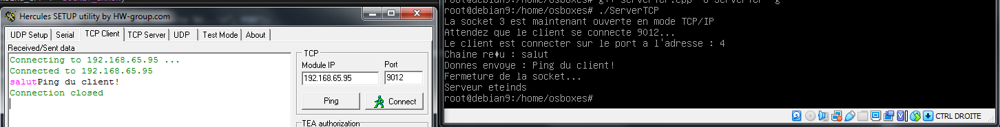 Hercules SETUP utility by HW-group.com
UDP Setup Serial TCP Client TCP Server UDP Test Mode About
Received/Sent data
Connecting to 192.168.65.95 ...
Connected to 192.168.65.95
salutPing du client!
Connection closed
TCP
Module IP Port
192.168.65.95 9012
Ping Connect
TEA authorization
root@debian9:/home/osboxes# ./ServerTCP
La socket 3 est maintenant ouverte en mode TCP/IP
Attendez que le client se connecte 9012...
Le client est connecter sur le port a l'adresse : 4
Chaine re♦u : salut
Donnes envoye : Ping du client!
Fermeture de la socket...
Serveur eteinds
root@debian9:/home/osboxes#
CTRL DROITE